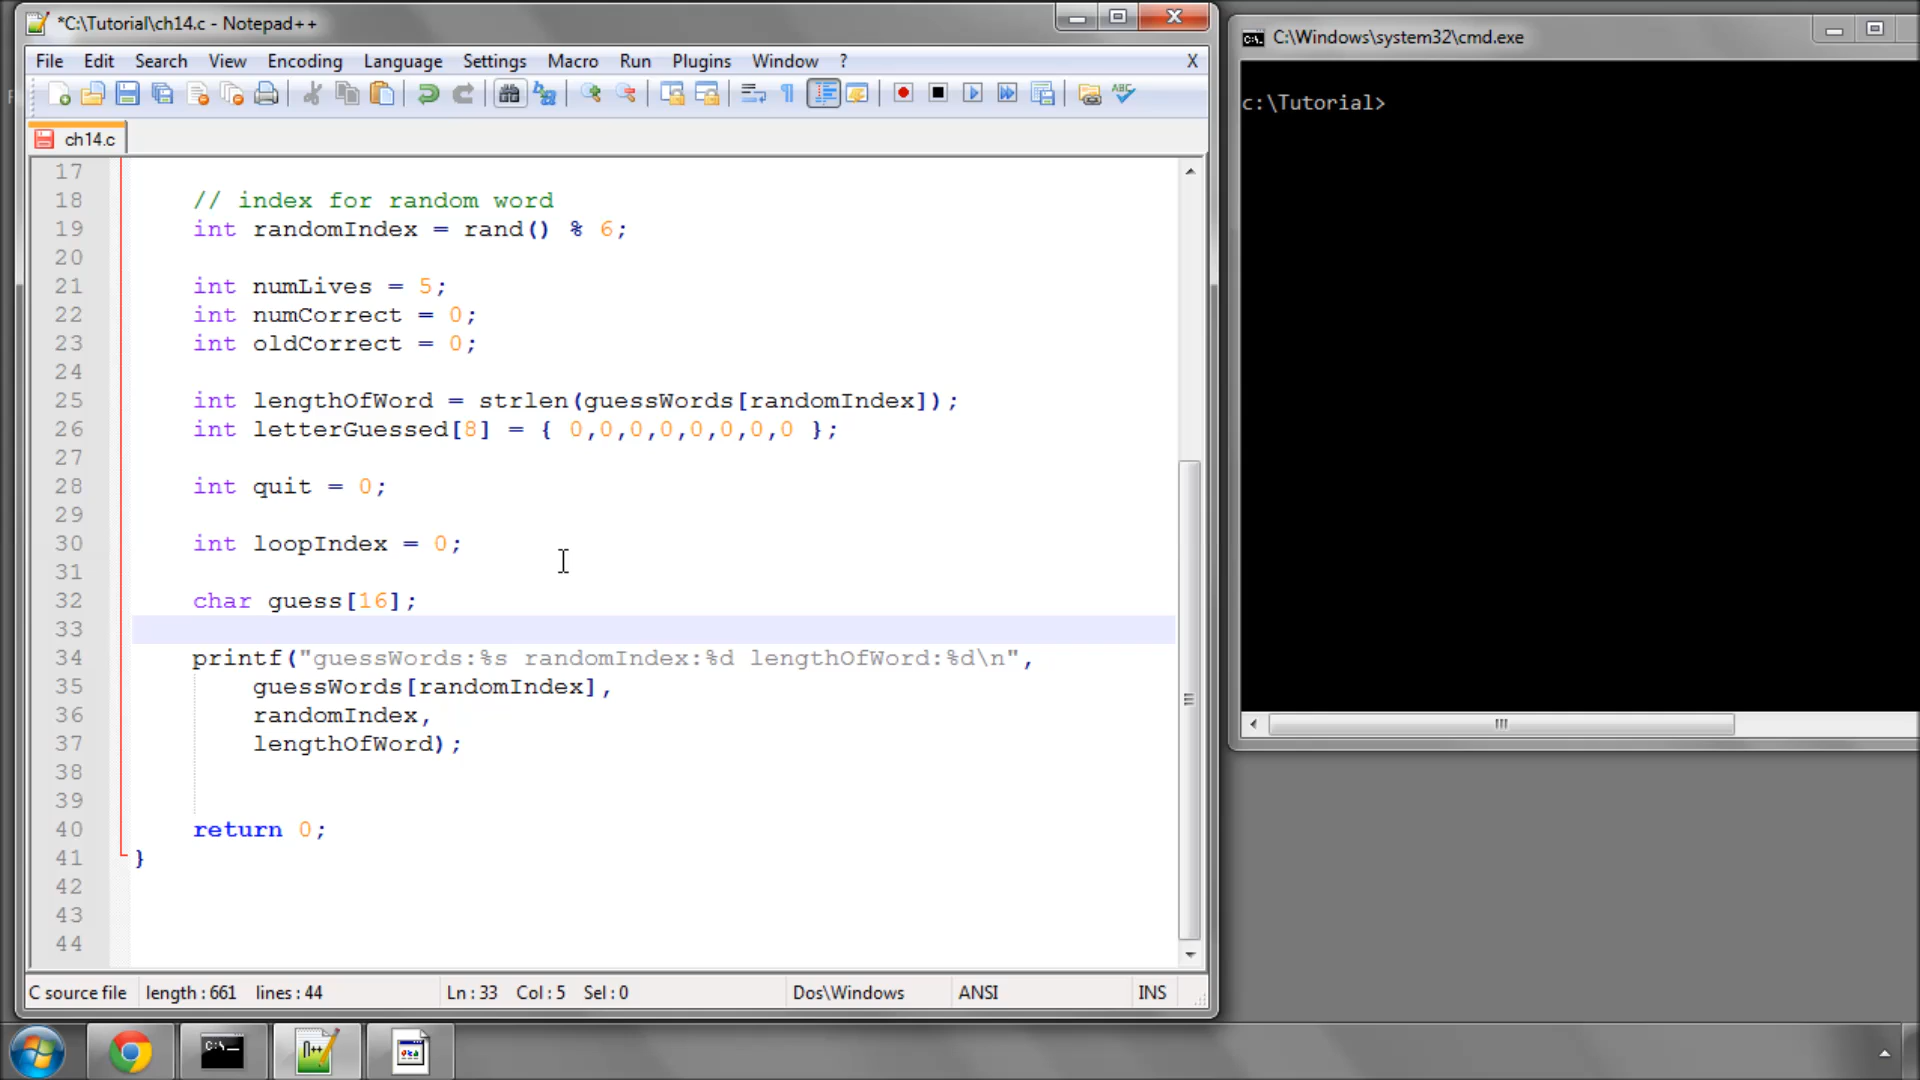 *C:\Tutorial\ch14.c - Notepad++
File Edit Search View Encoding Language Settings Macro Run Plugins Window ? X
ABC
ch14.c
17
18 // index for random word
19 int randomIndex = rand() % 6;
20
21 int numLives = 5;
22 int numCorrect = 0;
23 int oldCorrect = 0;
24
25 int lengthOfWord = strlen(guessWords[randomIndex]);
26 int letterGuessed[8] = { 0,0,0,0,0,0,0,0 };
27
28 int quit = 0;
29
30 int loopIndex = 0;
31
32 char guess[16];
33
34 printf("guessWords:%s randomIndex:%d lengthOfWord:%d\n",
35 guessWords[randomIndex],
36 randomIndex,
37 lengthOfWord);
38
39
40 return 0;
41 }
42
43
44
C source file length : 661 lines : 44 Ln : 33 Col : 5 Sel : 0 Dos\Windows ANSI INS
C:\Windows\system32\cmd.exe
c:\Tutorial>